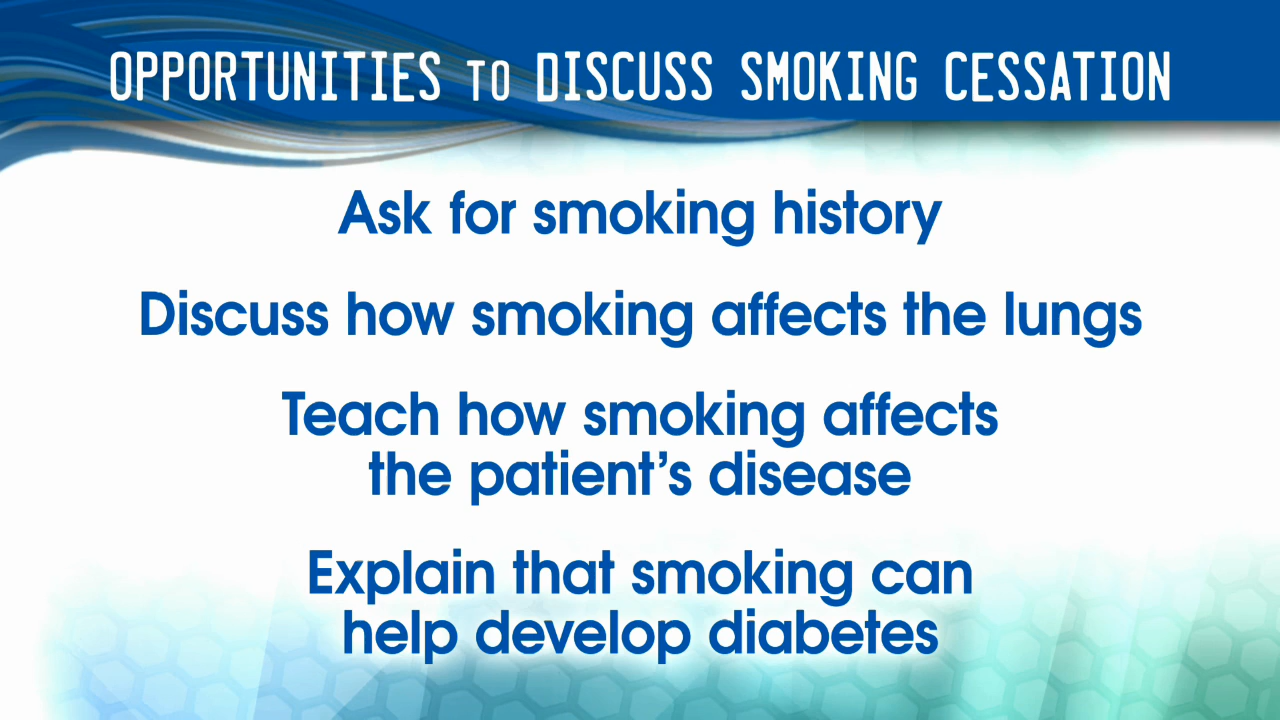 OPPORTUNITIES TO DISCUSS SMOKING CESSATION
Ask for smoking history
Discuss how smoking affects the lungs
Teach how smoking affects
the patient’s disease
Explain that smoking can
help develop diabetes